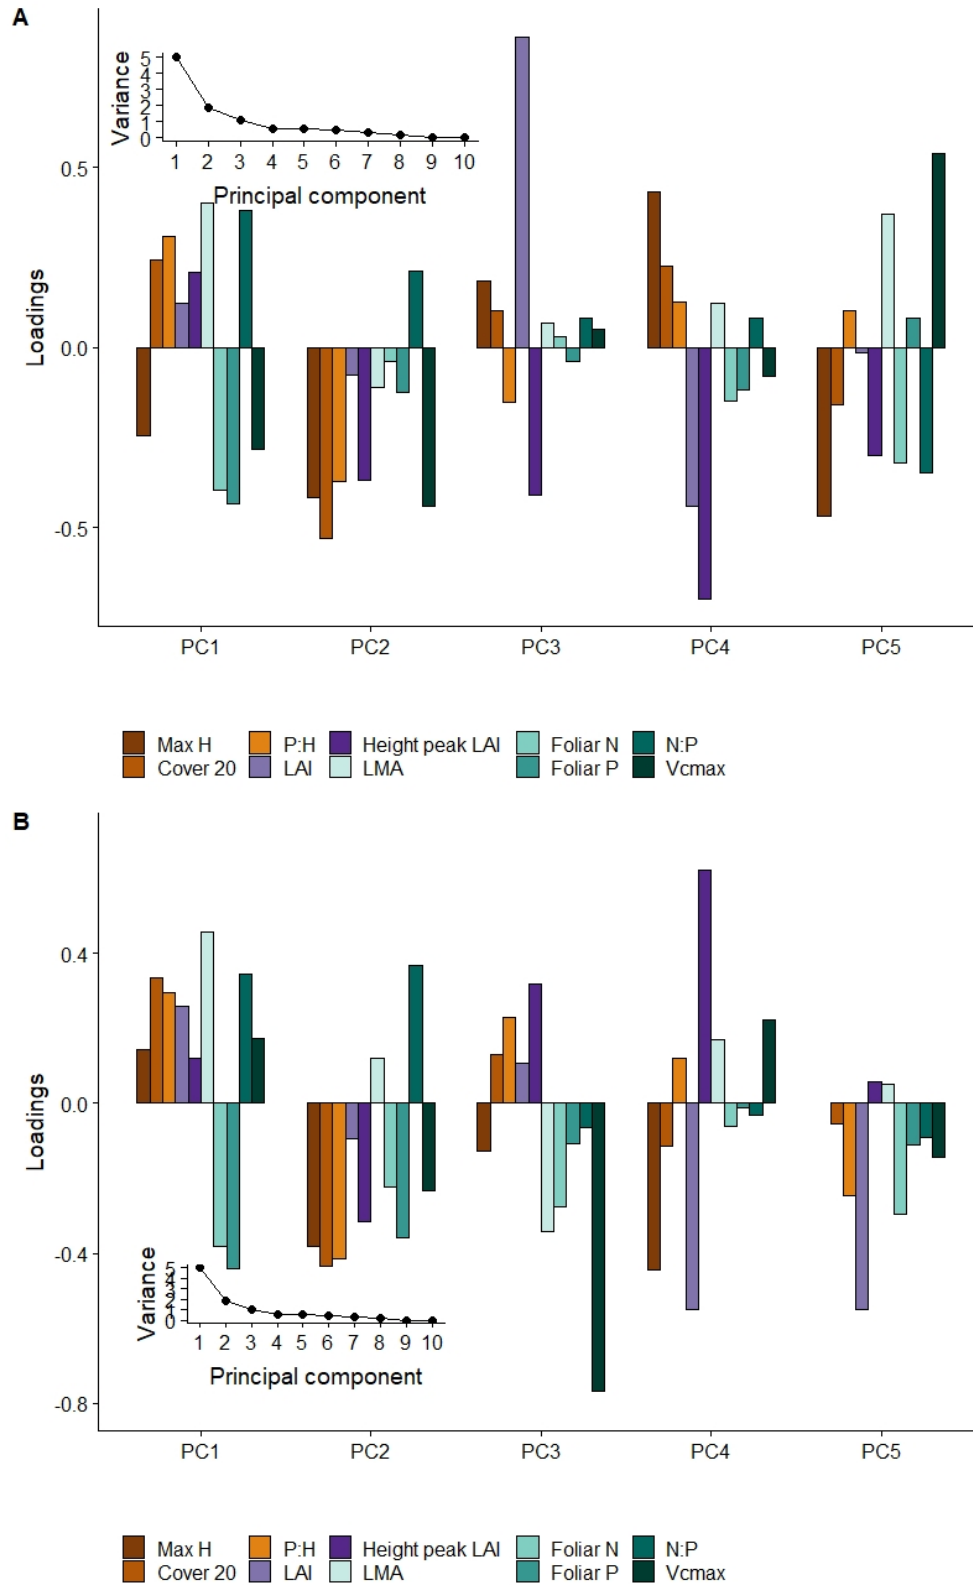 A
Variance
5
4
3
2
1
0
1 2 3 4 5 6 7 8 9 10
Principal component
Loadings
0.5
0.0
-0.5
PC1 PC2 PC3 PC4 PC5
Max H P:H Height peak LAI Foliar N N:P
Cover 20 LAI LMA Foliar P Vcmax
B
Loadings
0.4
0.0
-0.4
-0.8
Variance
5
4
3
2
1
0
1 2 3 4 5 6 7 8 9 10
Principal component
PC1 PC2 PC3 PC4 PC5
Max H P:H Height peak LAI Foliar N N:P
Cover 20 LAI LMA Foliar P Vcmax